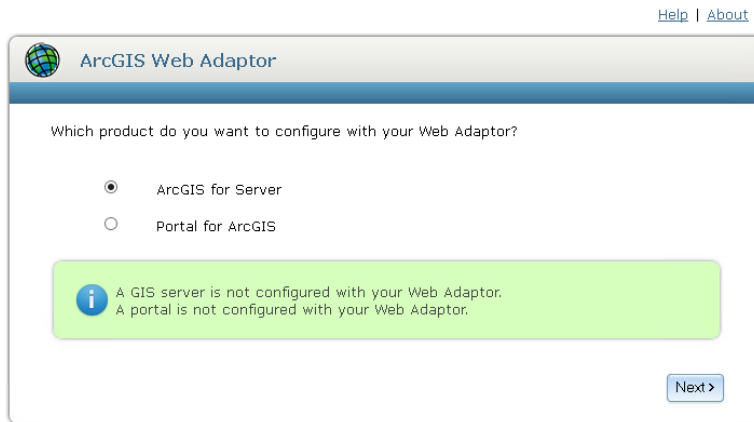 Help | About
ArcGIS Web Adaptor
Which product do you want to configure with your Web Adaptor?
ArcGIS for Server
Portal for ArcGIS
A GIS server is not configured with your Web Adaptor.
A portal is not configured with your Web Adaptor.
Next >